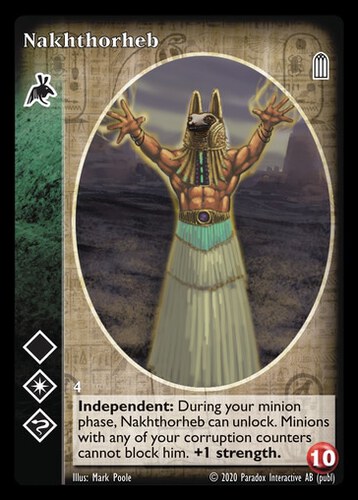 Nakhthorheb
4
Independent: During your minion
phase, Nakhthorheb can unlock. Minions
with any of your corruption counters
cannot block him. +1 strength.
10
Illus: Mark Poole
© 2020 Paradox Interactive AB (publ)